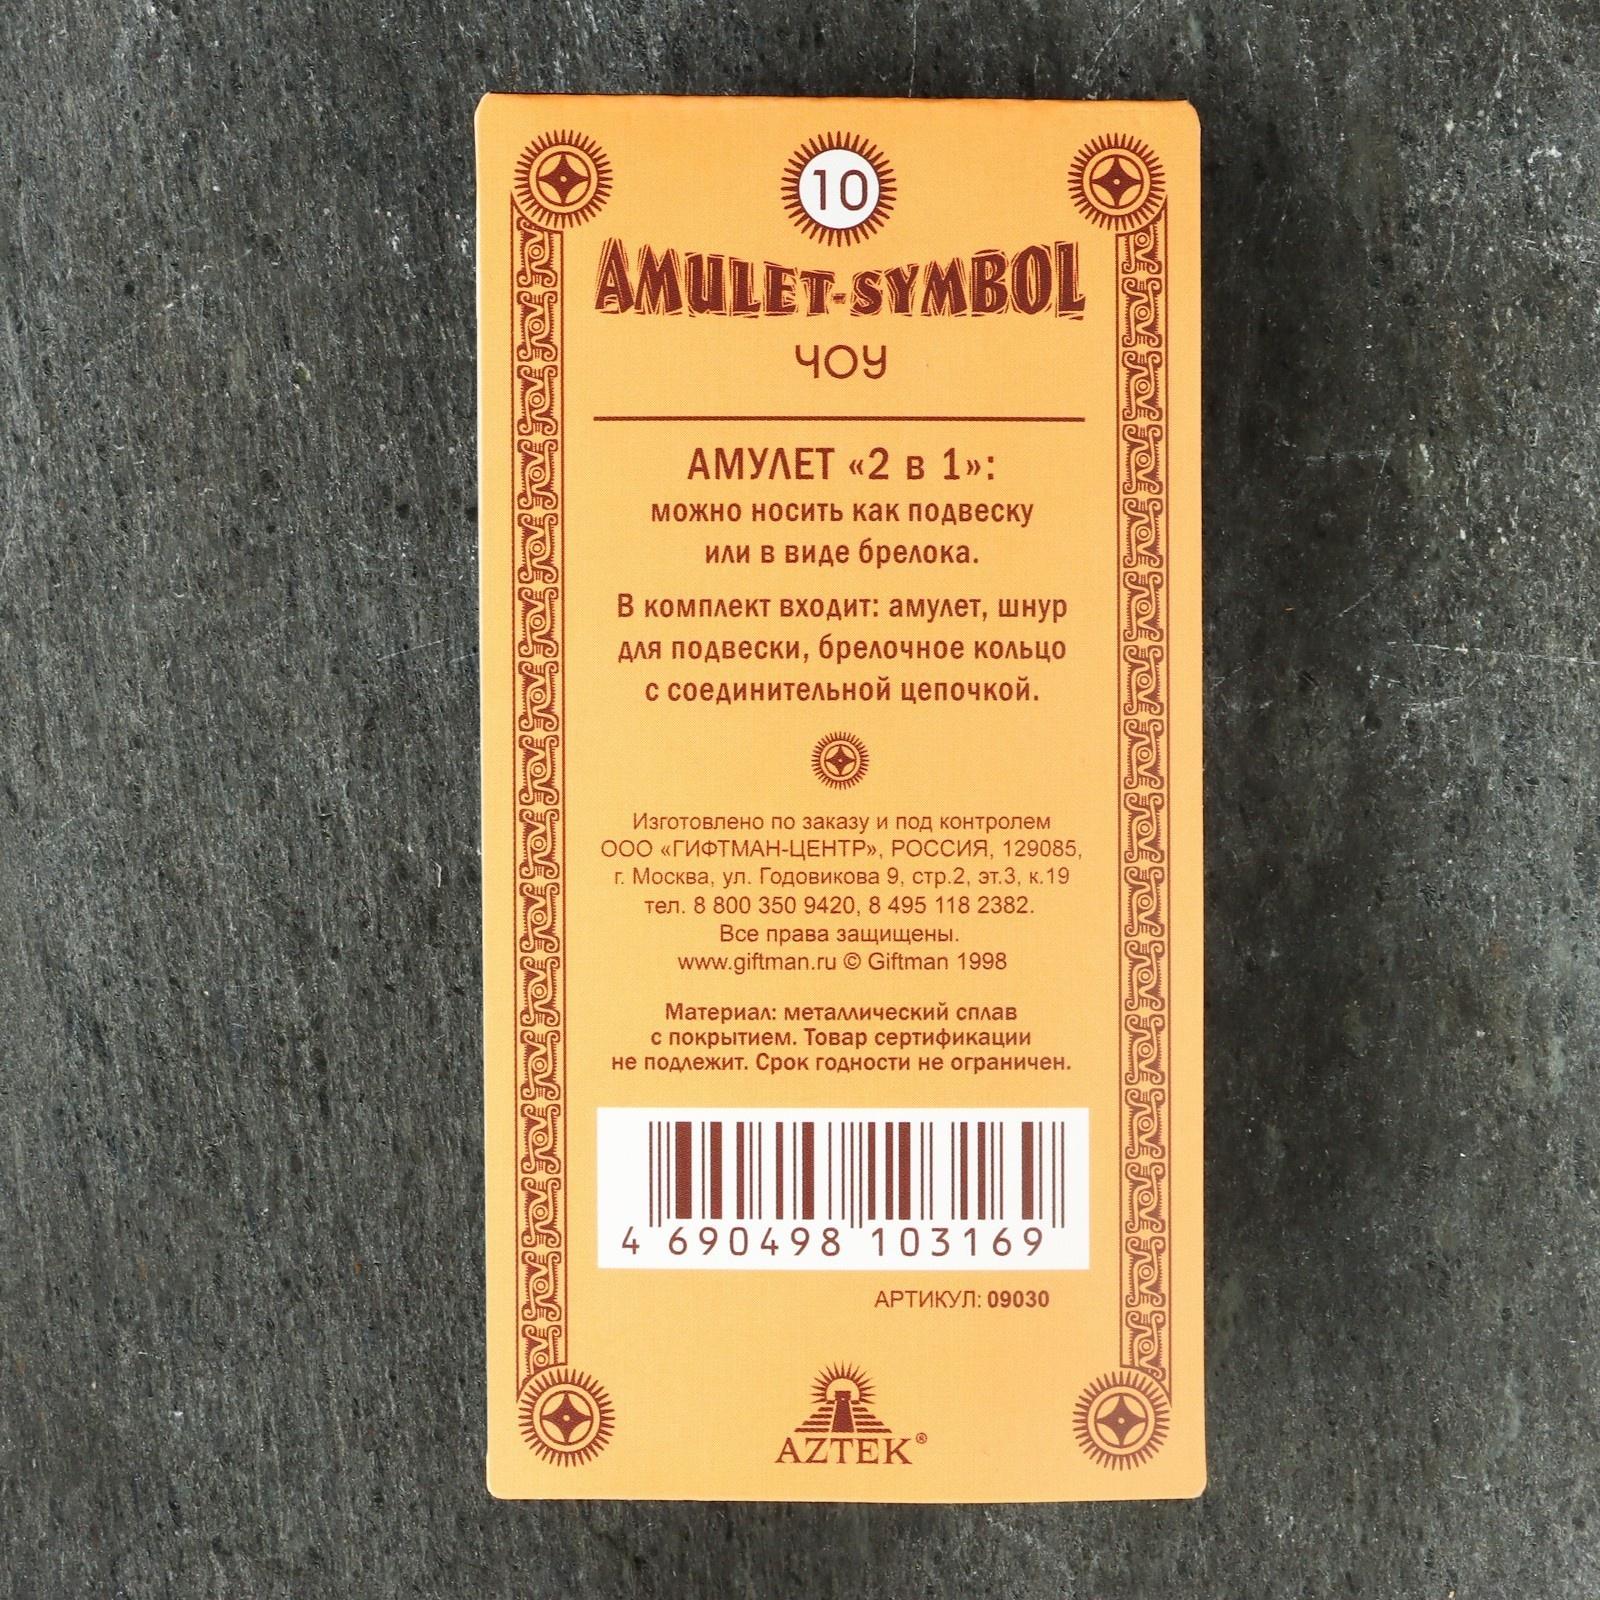 10
AMULET-SYMBOL
ЧОУ
АМУЛЕТ «2 в 1»:
можно носить как подвеску
или в виде брелока.
В комплект входит: амулет, шнур
для подвески, брелочное кольцо
с соединительной цепочкой.
Изготовлено по заказу и под контролем
ООО «ГИФТМАН-ЦЕНТР», РОССИЯ, 129085,
г. Москва, ул. Годовикова 9, стр.2, эт.3, к.19
тел. 8 800 350 9420, 8 495 118 2382.
Все права защищены.
www.giftman.ru © Giftman 1998
Материал: металлический сплав
с покрытием. Товар сертификации
не подлежит. Срок годности не ограничен.
4 690498 103169
АРТИКУЛ: 09030
AZTEK®